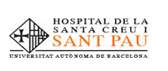 HOSPITAL DE LA
SANTA CREU I
SANT PAU
UNIVERSITAT AUTÒNOMA DE BARCELONA